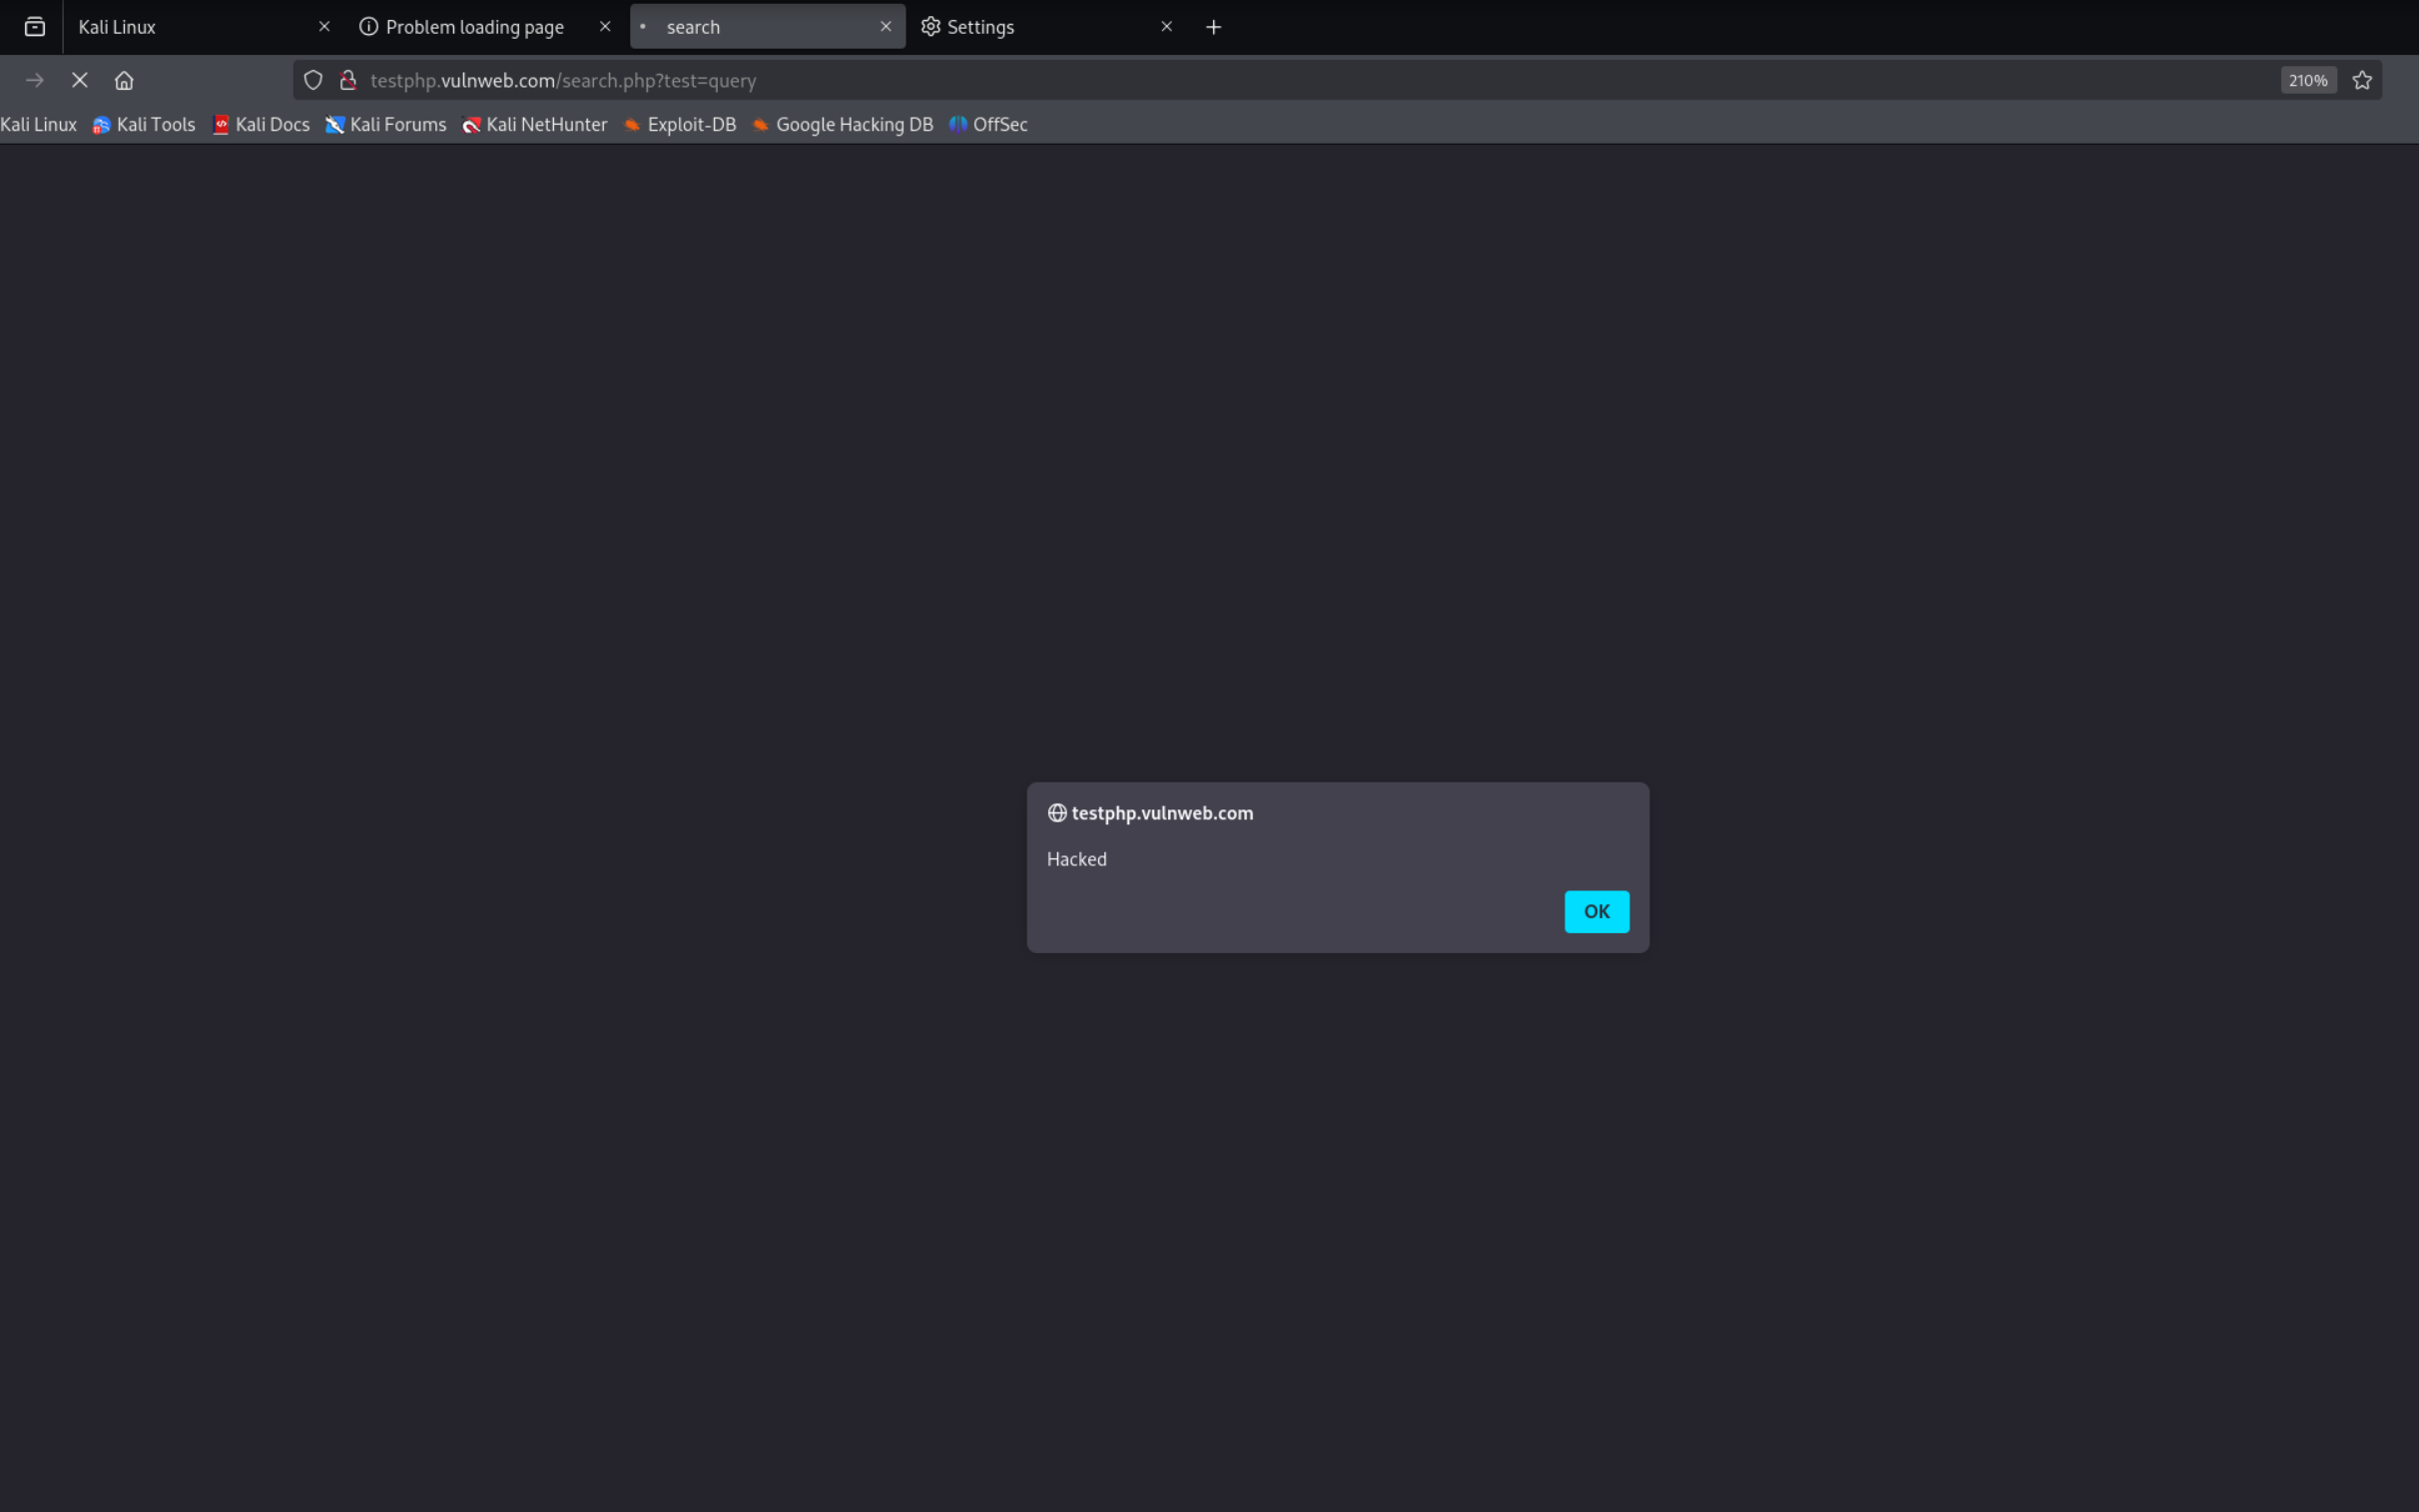 Kali Linux
Problem loading page
search
Settings
testphp.vulnweb.com/search.php?test=query
210%
Kali Linux Kali Tools Kali Docs Kali Forums Kali NetHunter Exploit-DB Google Hacking DB OffSec
testphp.vulnweb.com
Hacked
OK